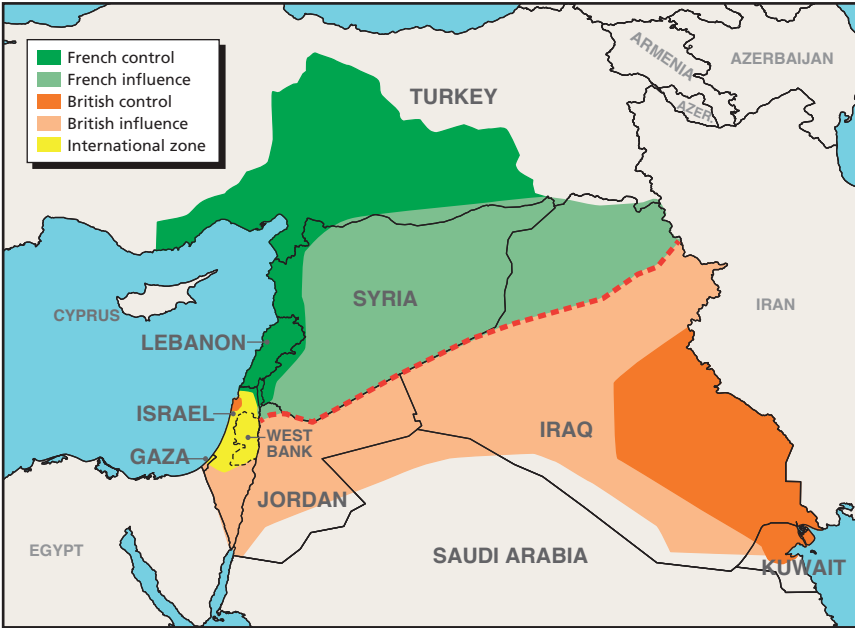 French control
French influence
British control
British influence
International zone
TURKEY
ARMENIA
AZERBAIJAN
AZER.
CYPRUS
SYRIA
IRAN
LEBANON
ISRAEL
WEST
BANK
IRAQ
GAZA
JORDAN
EGYPT
SAUDI ARABIA
KUWAIT